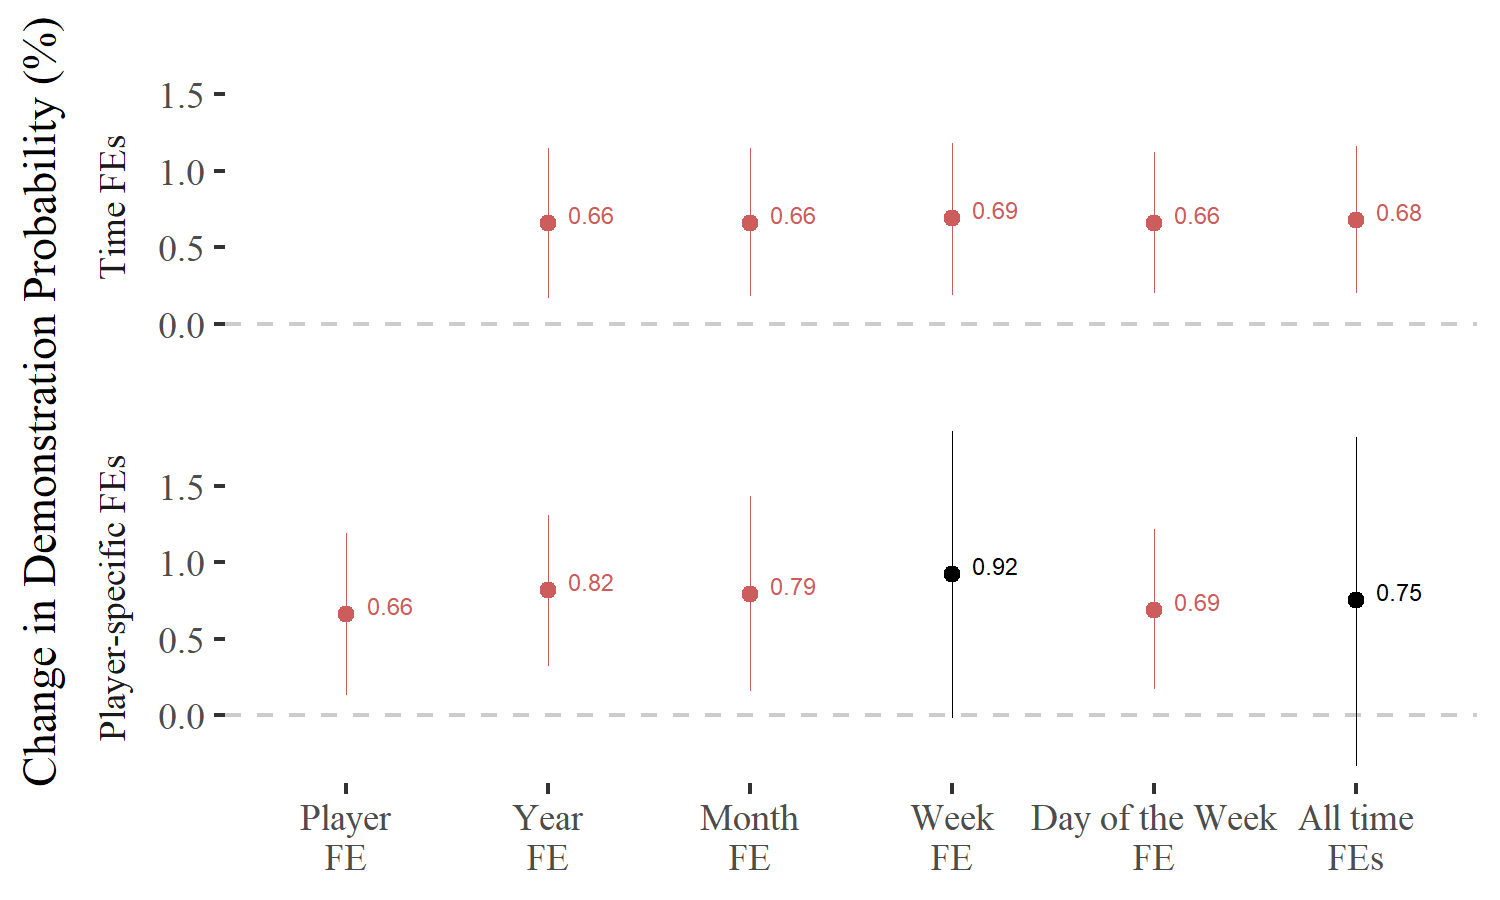 Change in Demonstration Probability (%)
Time FEs
1.5
1.0
0.5
0.0
0.66
0.66
0.69
0.66
0.68
Player-specific FEs
1.5
1.0
0.5
0.0
0.66
0.82
0.79
0.92
0.69
0.75
Player
FE
Year
FE
Month
FE
Week
FE
Day of the Week
FE
All time
FEs